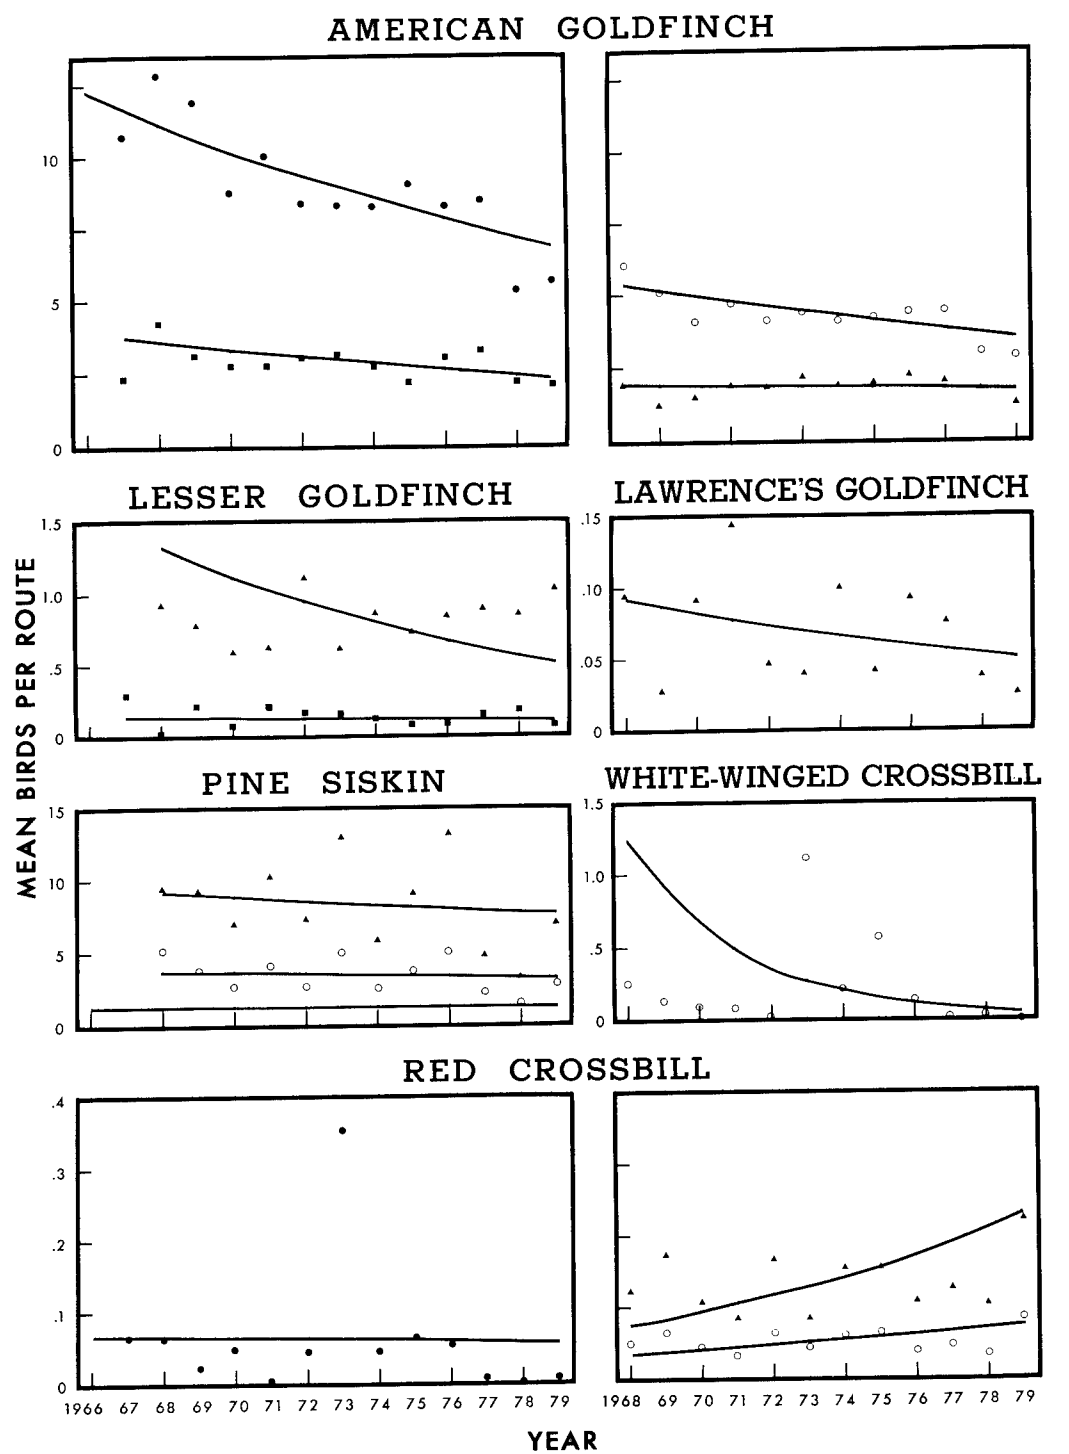 AMERICAN GOLDFINCH
10
5
0
LESSER GOLDFINCH
LAWRENCE'S GOLDFINCH
1.5
1.0
.5
0
.15
.10
.05
0
MEAN BIRDS PER ROUTE
PINE SISKIN
WHITE-WINGED CROSSBILL
15
10
5
0
1.5
1.0
.5
0
RED CROSSBILL
.4
.3
.2
.1
0
1966 67 68 69 70 71 72 73 74 75 76 77 78 79
1968 69 70 71 72 73 74 75 76 77 78 79
YEAR